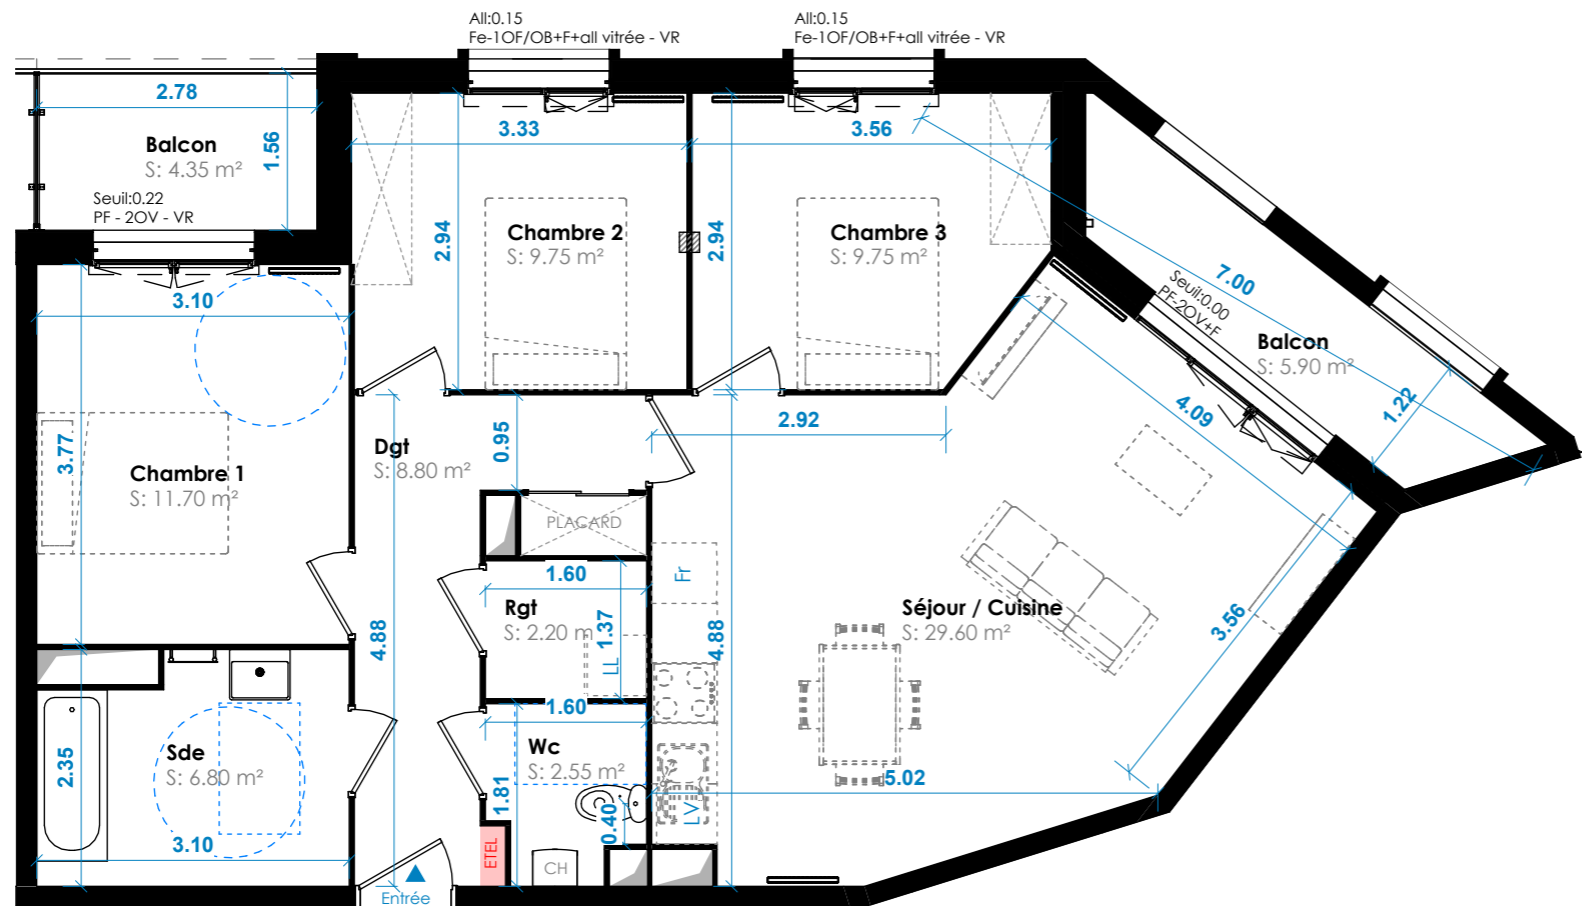 All:0.15
Fe-1OF/OB+F+all vitrée - VR
All:0.15
Fe-1OF/OB+F+all vitrée - VR
2.78
Balcon
S: 4.35 m²
1.56
Seuil:0.22
PF - 2OV - VR
3.33
3.56
2.94
Chambre 2
S: 9.75 m²
2.94
Chambre 3
S: 9.75 m²
7.00
Seuil:0.00
PF-2OV+F
Balcon
S: 5.90 m²
1.22
4.09
3.10
3.77
Chambre 1
S: 11.70 m²
Dgt
S: 8.80 m²
0.95
2.92
PLACARD
1.60
Rgt
S: 2.20 m
1.37
LL
Fr
4.88
4.88
Séjour / Cuisine
S: 29.60 m²
3.56
1.60
Wc
S: 2.55 m²
1.81
0.40
LV
5.02
Sde
S: 6.80 m²
2.35
3.10
ETEL
CH
Entrée